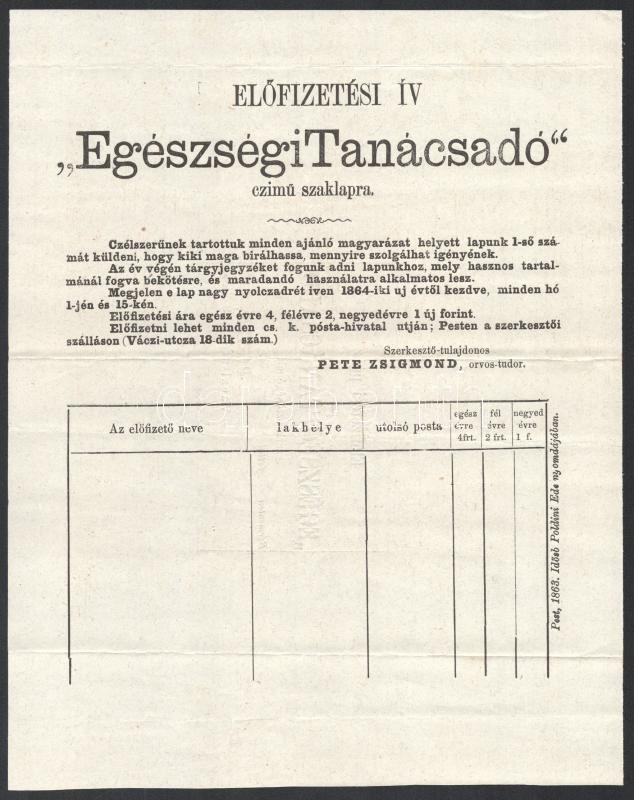 ELŐFIZETÉSI ÍV
„Egészségi Tanácsadó“
czimű szaklapra.
Czélszerűnek tartottuk minden ajánló magyarázat helyett lapunk 1-ső szá-
mát küldeni, hogy kiki maga birálhassa, mennyire szolgálhat igényének.
Az év végén tárgyjegyzéket fogunk adni lapunkhoz, mely hasznos tartal-
mánál fogva bekötésre, és maradandó használatra alkalmatos lesz.
Megjelen e lap nagy nyolczadrét iven 1864-iki uj évtől kezdve, minden hó
1-jén és 15-kén.
Előfizetési ára egész évre 4, félévre 2, negyedévre 1 új forint.
Előfizetni lehet minden cs. k. pósta-hivatal utján; Pesten a szerkesztői
szálláson (Váczi-utcza 18-dik szám.)
Szerkesztő-tulajdonos
PETE ZSIGMOND, orvos-tudor.
Az előfizető neve
lakhelye
utolsó posta
egész
évre
4frt.
fél
évre
2 frt.
negyed
évre
1 f.
Pest, 1863. Idősb Poldini Ede nyomdájában.